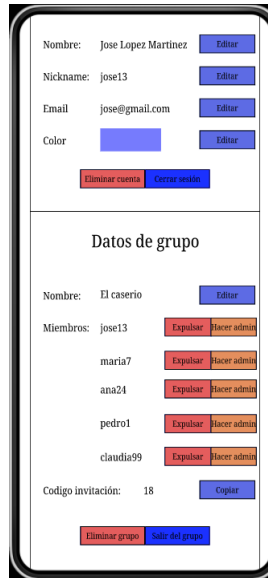 Nombre: Jose Lopez Martinez Editar
Nickname: jose13 Editar
Email jose@gmail.com Editar
Color Editar
Eliminar cuenta Cerrar sesión
Datos de grupo
Nombre: El caserio Editar
Miembros: jose13 Expulsar Hacer admin
maria7 Expulsar Hacer admin
ana24 Expulsar Hacer admin
pedro1 Expulsar Hacer admin
claudia99 Expulsar Hacer admin
Codigo invitación: 18 Copiar
Eliminar grupo Salir del grupo